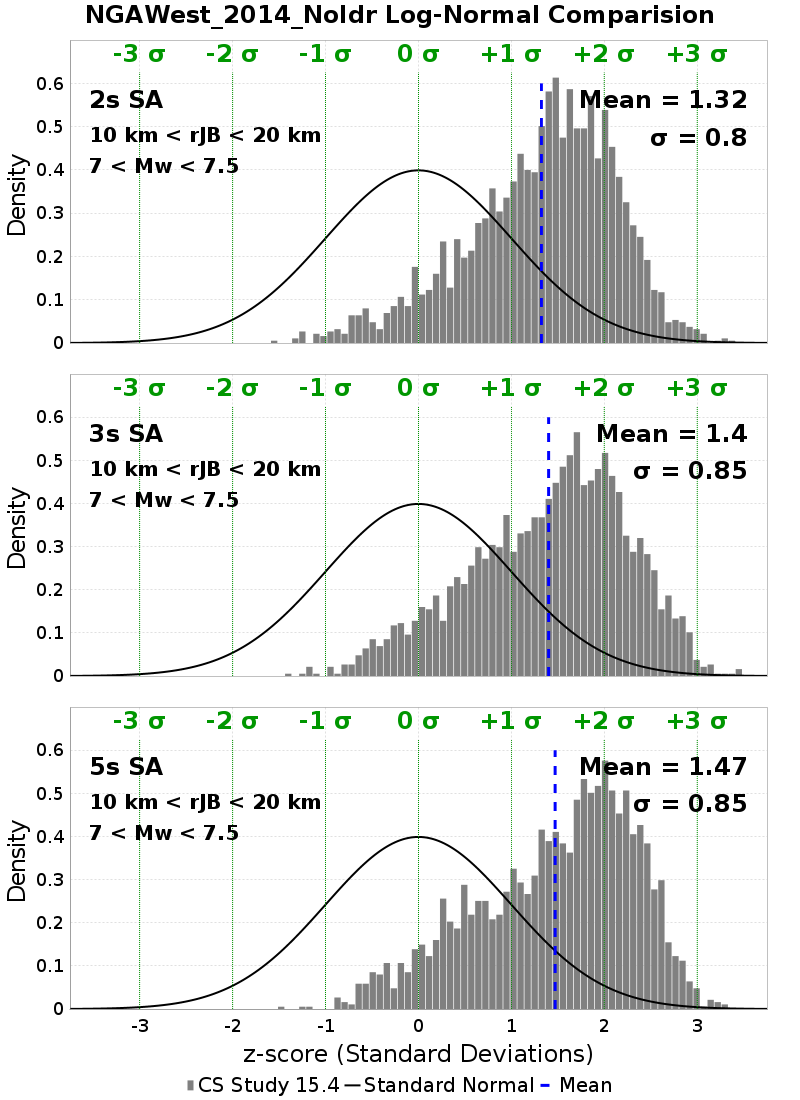 NGAWest_2014_NoIdr Log-Normal Comparision
-3 σ -2 σ -1 σ 0 σ +1 σ +2 σ +3 σ
0.6
2s SA Mean = 1.32
0.5
10 km < rJB < 20 km σ = 0.8
7 < Mw < 7.5
0.4
Density
0.3
0.2
0.1
0
-3 σ -2 σ -1 σ 0 σ +1 σ +2 σ +3 σ
0.6
3s SA Mean = 1.4
0.5
10 km < rJB < 20 km σ = 0.85
7 < Mw < 7.5
0.4
Density
0.3
0.2
0.1
0
-3 σ -2 σ -1 σ 0 σ +1 σ +2 σ +3 σ
0.6
5s SA Mean = 1.47
0.5
10 km < rJB < 20 km σ = 0.85
7 < Mw < 7.5
0.4
Density
0.3
0.2
0.1
0
-3 -2 -1 0 1 2 3
z-score (Standard Deviations)
CS Study 15.4 Standard Normal Mean